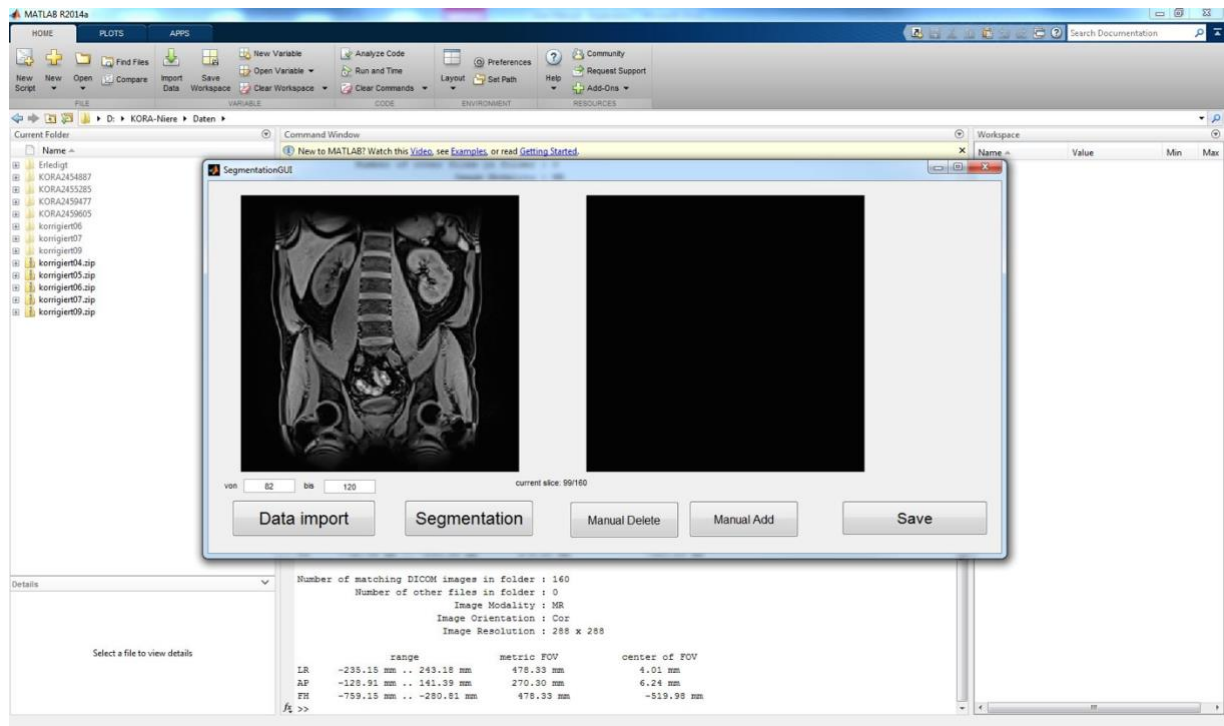 MATLAB R2014a
HOME PLOTS APPS
Search Documentation
New Script
New
Open
Find Files
Compare
Import Data
Save Workspace
New Variable
Open Variable
Clear Workspace
Analyze Code
Run and Time
Clear Commands
Layout
Preferences
Set Path
Help
Community
Request Support
Add-Ons
FILE VARIABLE CODE ENVIRONMENT RESOURCES
D: KORA-Niere Daten
Current Folder
Name
Erledigt
KORA2454887
KORA2455285
KORA2459477
KORA2459605
korrigiert06
korrigiert07
korrigiert09
korrigiert04.zip
korrigiert05.zip
korrigiert06.zip
korrigiert07.zip
korrigiert09.zip
Details
Select a file to view details
Command Window
New to MATLAB? Watch this Video, see Examples, or read Getting Started.
SegmentationGUI
von 82 bis 120
current slice: 99/160
Data import
Segmentation
Manual Delete
Manual Add
Save
Number of matching DICOM images in folder : 160
Number of other files in folder : 0
Image Modality : MR
Image Orientation : Cor
Image Resolution : 288 x 288
range metric FOV center of FOV
LR -235.15 mm .. 243.18 mm 478.33 mm 4.01 mm
AP -128.91 mm .. 141.39 mm 270.30 mm 6.24 mm
FH -759.15 mm .. -280.81 mm 478.33 mm -519.98 mm
fx >>
Workspace
Name Value Min Max